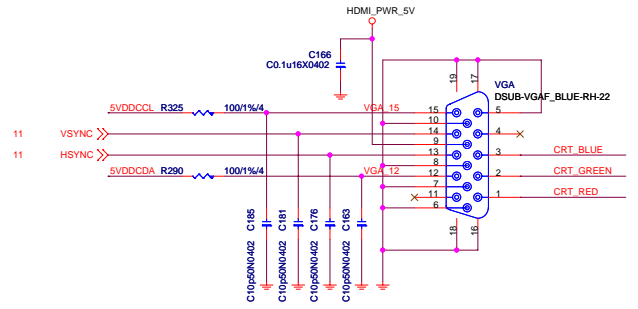 HDMI_PWR_5V
C166
C0.1u16X0402
19
17
VGA
DSUB-VGAF_BLUE-RH-22
5VDDCCL R325 100/1%/4 VGA_15 15 5
10
11 VSYNC 14 4
9
11 HSYNC 13 3 CRT_BLUE
8
5VDDCDA R290 100/1%/4 VGA_12 12 2 CRT_GREEN
7
11 1 CRT_RED
6
18
16
C185
C10p50N0402
C181
C10p50N0402
C176
C10p50N0402
C163
C10p50N0402